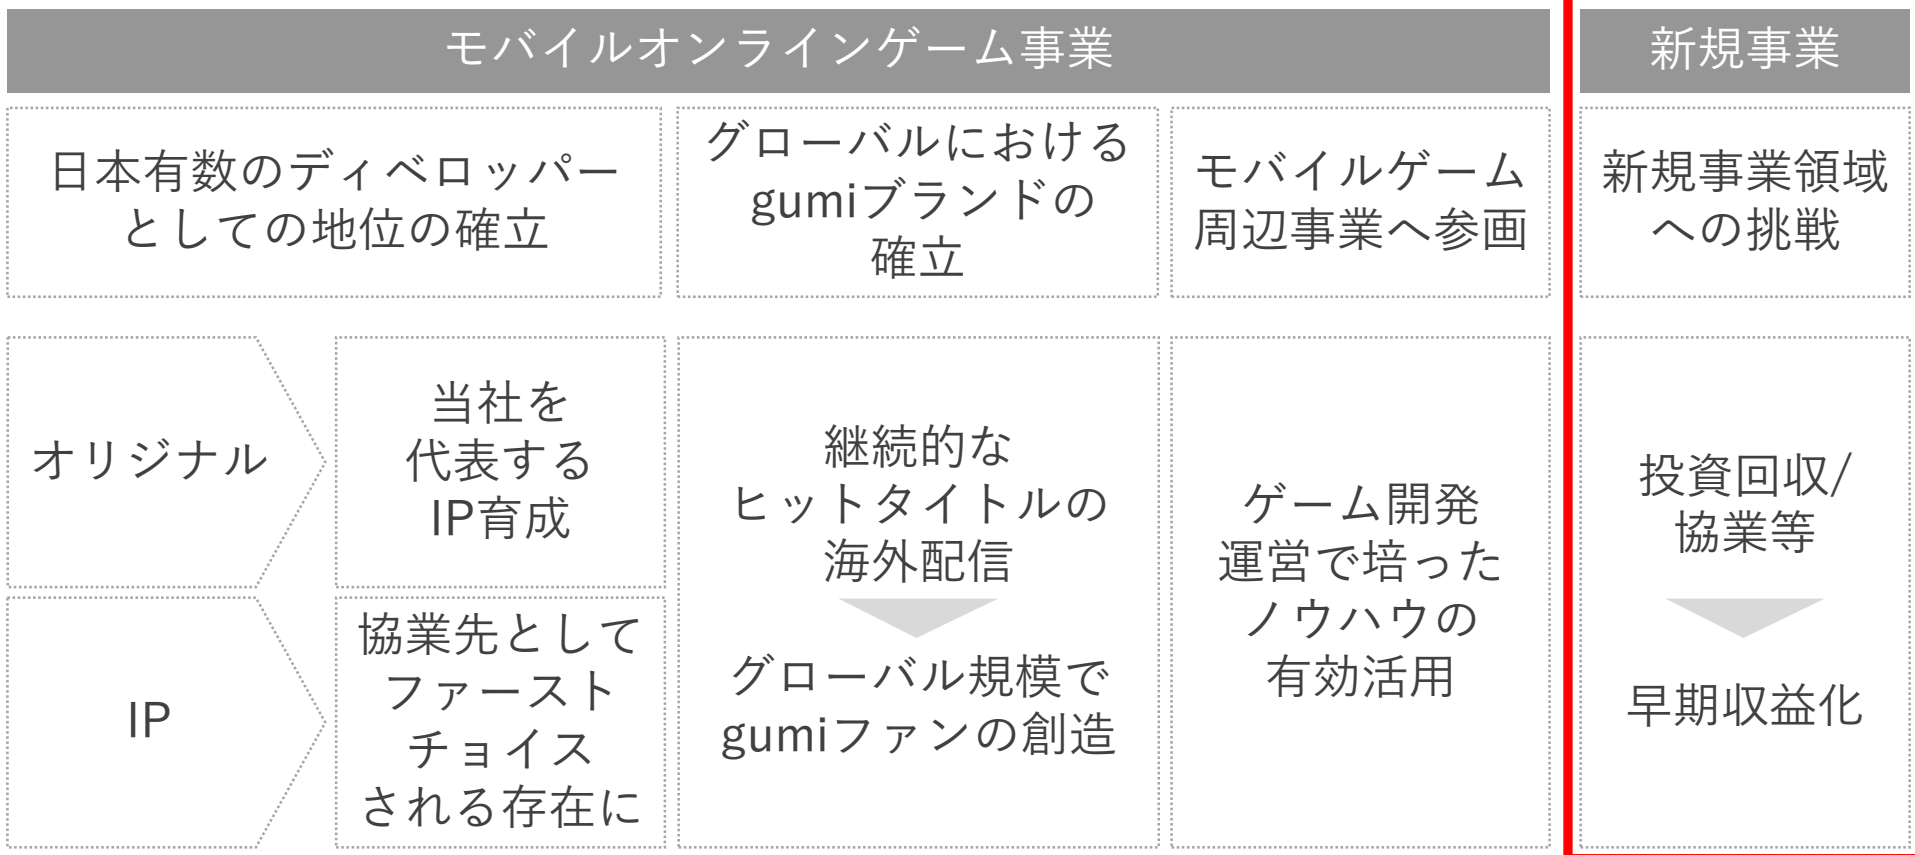 モバイルオンラインゲーム事業
新規事業
日本有数のディベロッパー
としての地位の確立
グローバルにおける
gumiブランドの
確立
モバイルゲーム
周辺事業へ参画
新規事業領域
への挑戦
オリジナル
当社を
代表する
IP育成
IP
協業先として
ファースト
チョイス
される存在に
継続的な
ヒットタイトルの
海外配信
グローバル規模で
gumiファンの創造
ゲーム開発
運営で培った
ノウハウの
有効活用
投資回収/
協業等
早期収益化